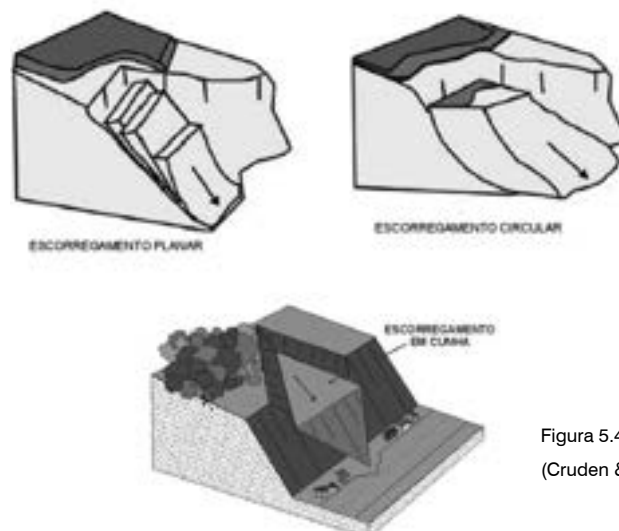 ESCORREGAMENTO PLANAR
ESCORREGAMENTO CIRCULAR
ESCORREGAMENTO
EM CUNHA
Figura 5.4
(Cruden &